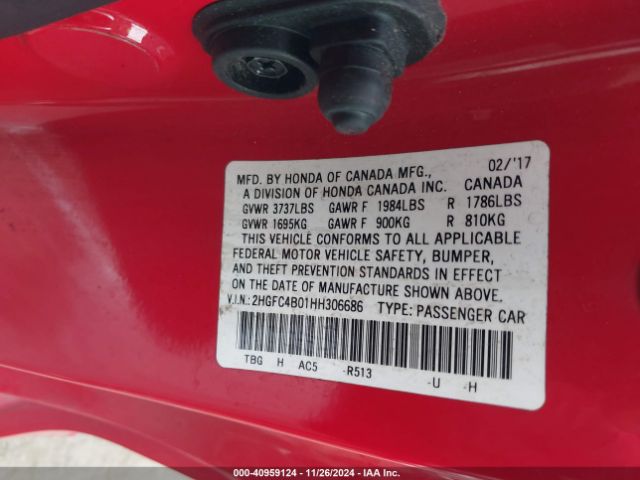 MFD. BY HONDA OF CANADA MFG., 02/'17
A DIVISION OF HONDA CANADA INC. CANADA
GVWR 3737LBS GAWR F 1984LBS R 1786LBS
GVWR 1695KG GAWR F 900KG R 810KG
THIS VEHICLE CONFORMS TO ALL APPLICABLE
FEDERAL MOTOR VEHICLE SAFETY, BUMPER,
AND THEFT PREVENTION STANDARDS IN EFFECT
ON THE DATE OF MANUFACTURE SHOWN ABOVE.
V.I.N.: 2HGFC4B01HH306686 TYPE: PASSENGER CAR
TBG H AC5 -R513 -U -H
000-40959124 | 11/26/2024 | IAA Inc.